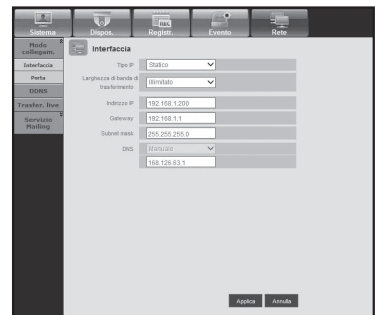 Sistema
Dispos.
REC
Registr.
Evento
Rete
Modo
collegam.
Interfaccia
Porta
DDNS
Trasfer. live
Servizio
Mailing
Interfaccia
Tipo IP Statico
Larghezza di banda di
trasferimento
Illimitato
Indirizzo IP 192.168.1.200
Gateway 192.168.1.1
Subnet mask 255.255.255.0
DNS Manuale
168.126.63.1
Applica Annulla